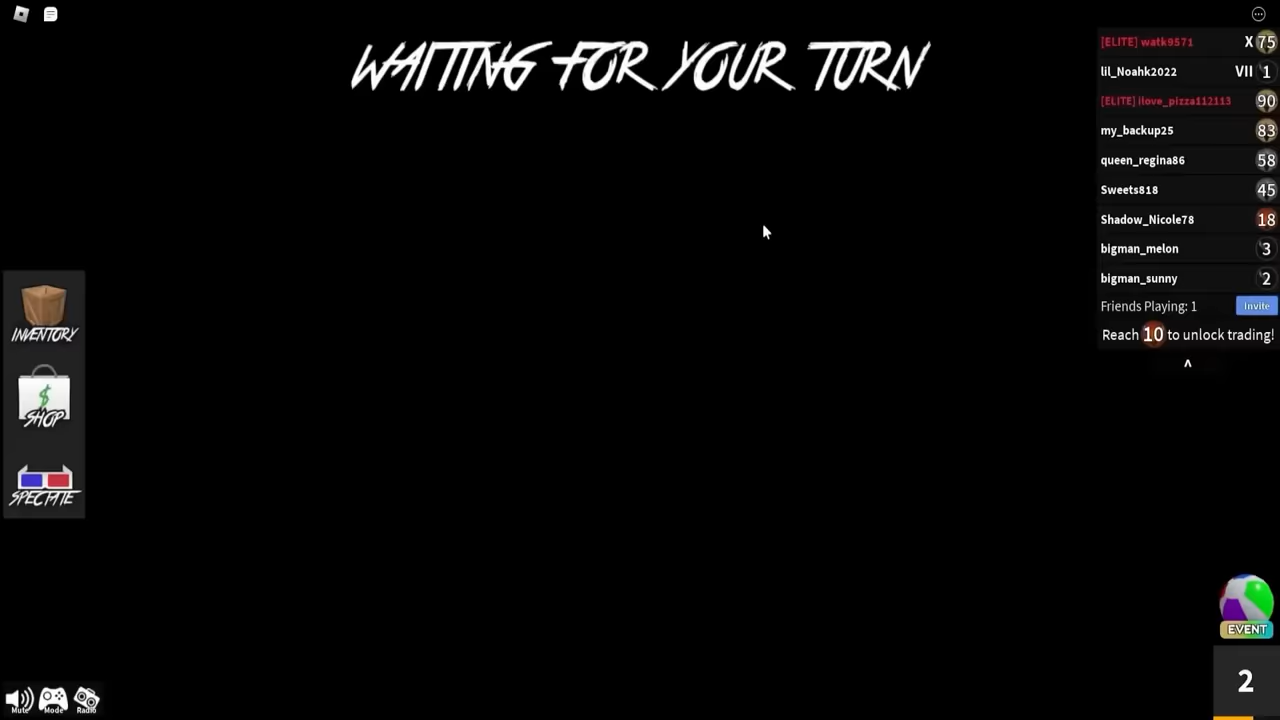 WAITING FOR YOUR TURN
[ELITE] watk9571 X 75
lil_Noahk2022 VII 1
[ELITE] ilove_pizza112113 90
my_backup25 83
queen_regina86 58
Sweets818 45
Shadow_Nicole78 18
bigman_melon 3
bigman_sunny 2
Friends Playing: 1 Invite
Reach 10 to unlock trading!
INVENTORY
$
SHOP
SPECTATE
EVENT
2
Mute Mode Radio